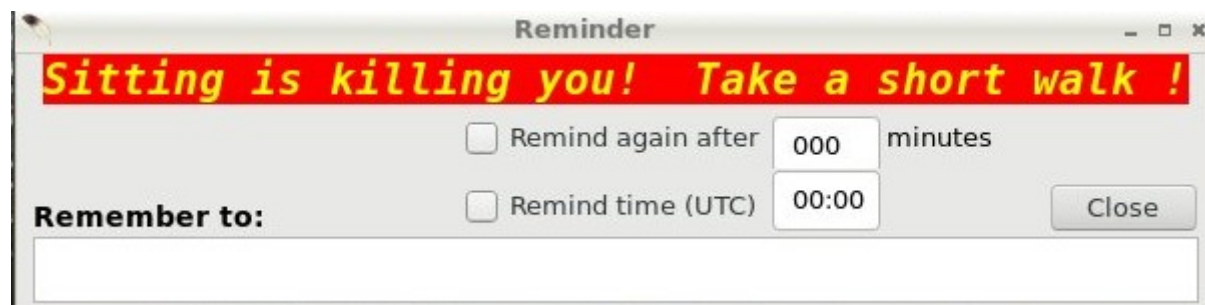 Reminder
Sitting is killing you!  Take a short walk !
Remind again after 000 minutes
Remind time (UTC) 00:00
Remember to:
Close